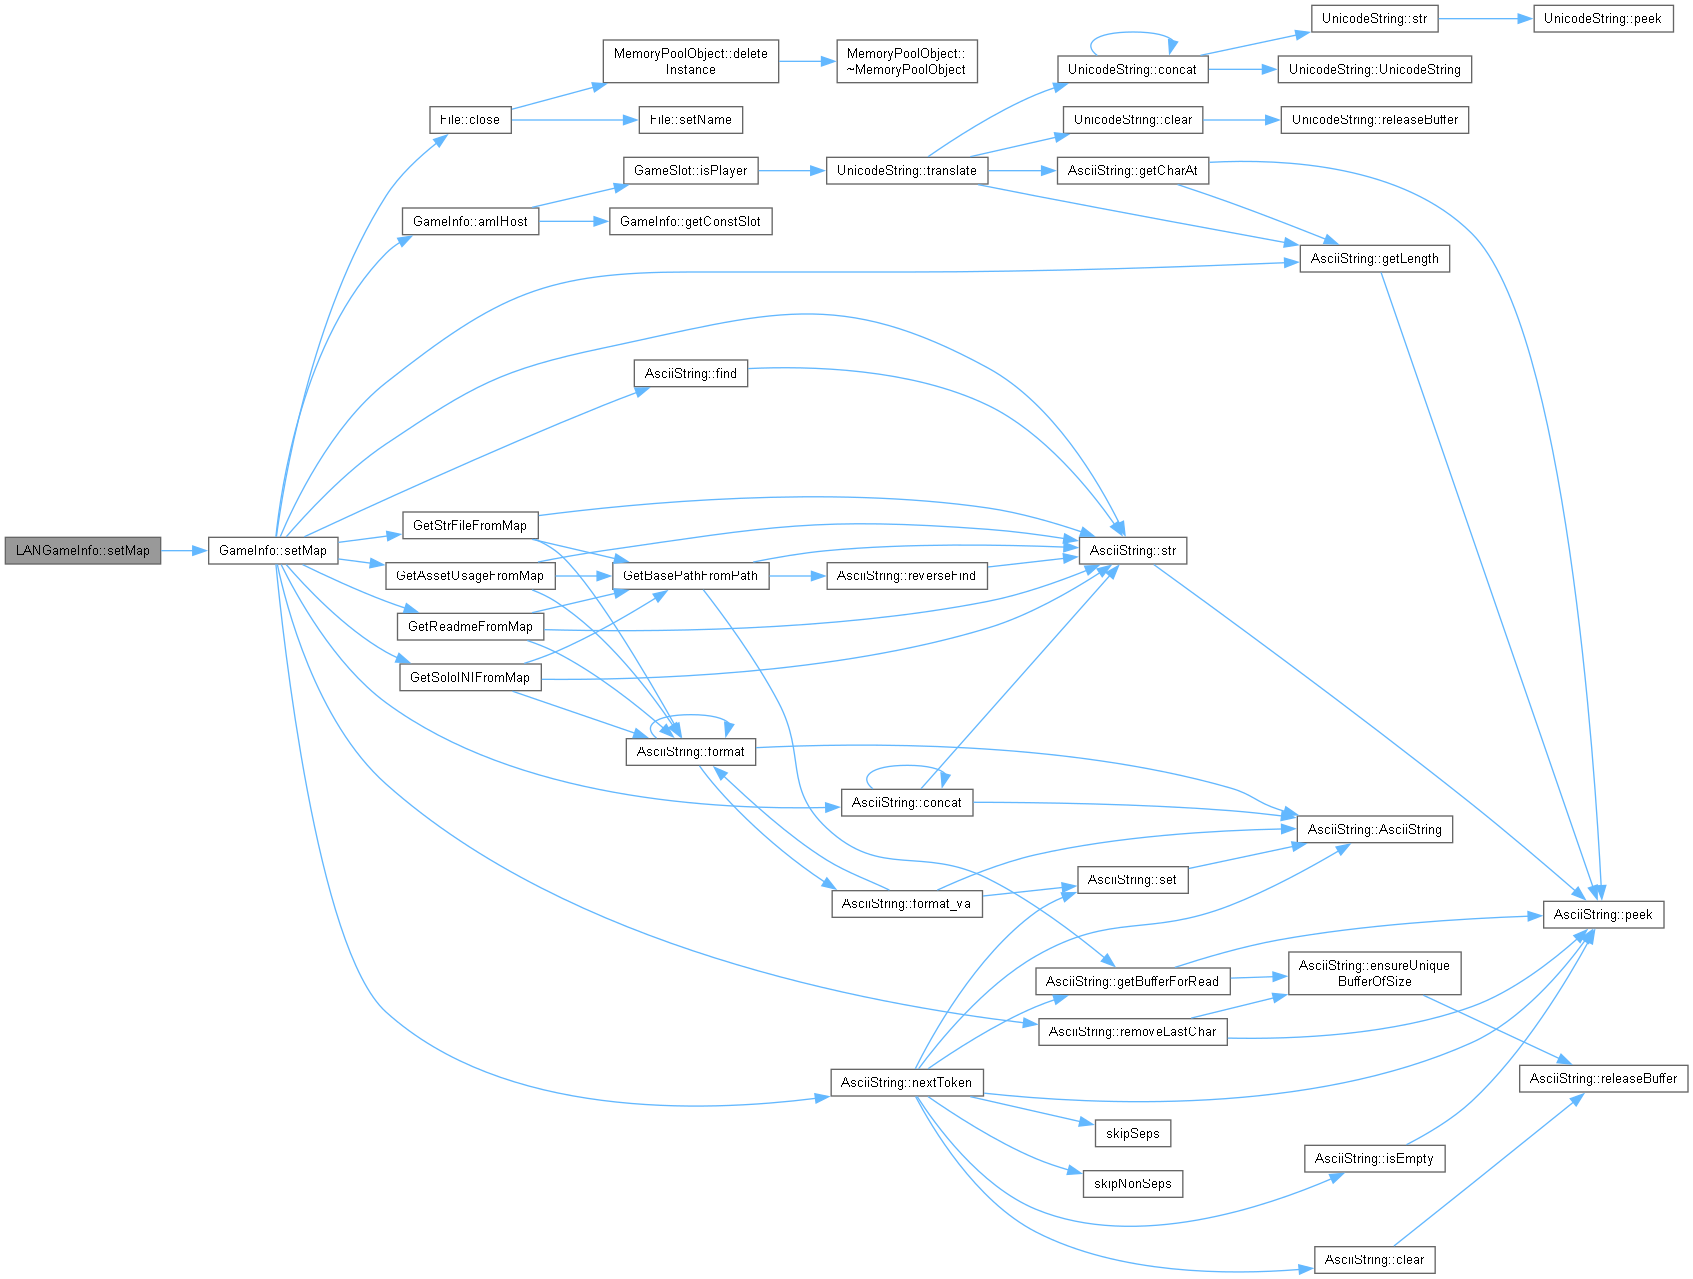 UnicodeString::str
UnicodeString::peek
MemoryPoolObject::delete
Instance
MemoryPoolObject::
~MemoryPoolObject
UnicodeString::concat
UnicodeString::UnicodeString
File::close
File::setName
UnicodeString::clear
UnicodeString::releaseBuffer
GameSlot::isPlayer
UnicodeString::translate
AsciiString::getCharAt
GameInfo::amIHost
GameInfo::getConstSlot
AsciiString::getLength
AsciiString::find
GetStrFileFromMap
LANGameInfo::setMap
GameInfo::setMap
AsciiString::str
GetAssetUsageFromMap
GetBasePathFromPath
AsciiString::reverseFind
GetReadmeFromMap
GetSoloINIFromMap
AsciiString::format
AsciiString::concat
AsciiString::AsciiString
AsciiString::set
AsciiString::format_va
AsciiString::peek
AsciiString::getBufferForRead
AsciiString::ensureUnique
BufferOfSize
AsciiString::removeLastChar
AsciiString::nextToken
AsciiString::releaseBuffer
skipSeps
AsciiString::isEmpty
skipNonSeps
AsciiString::clear